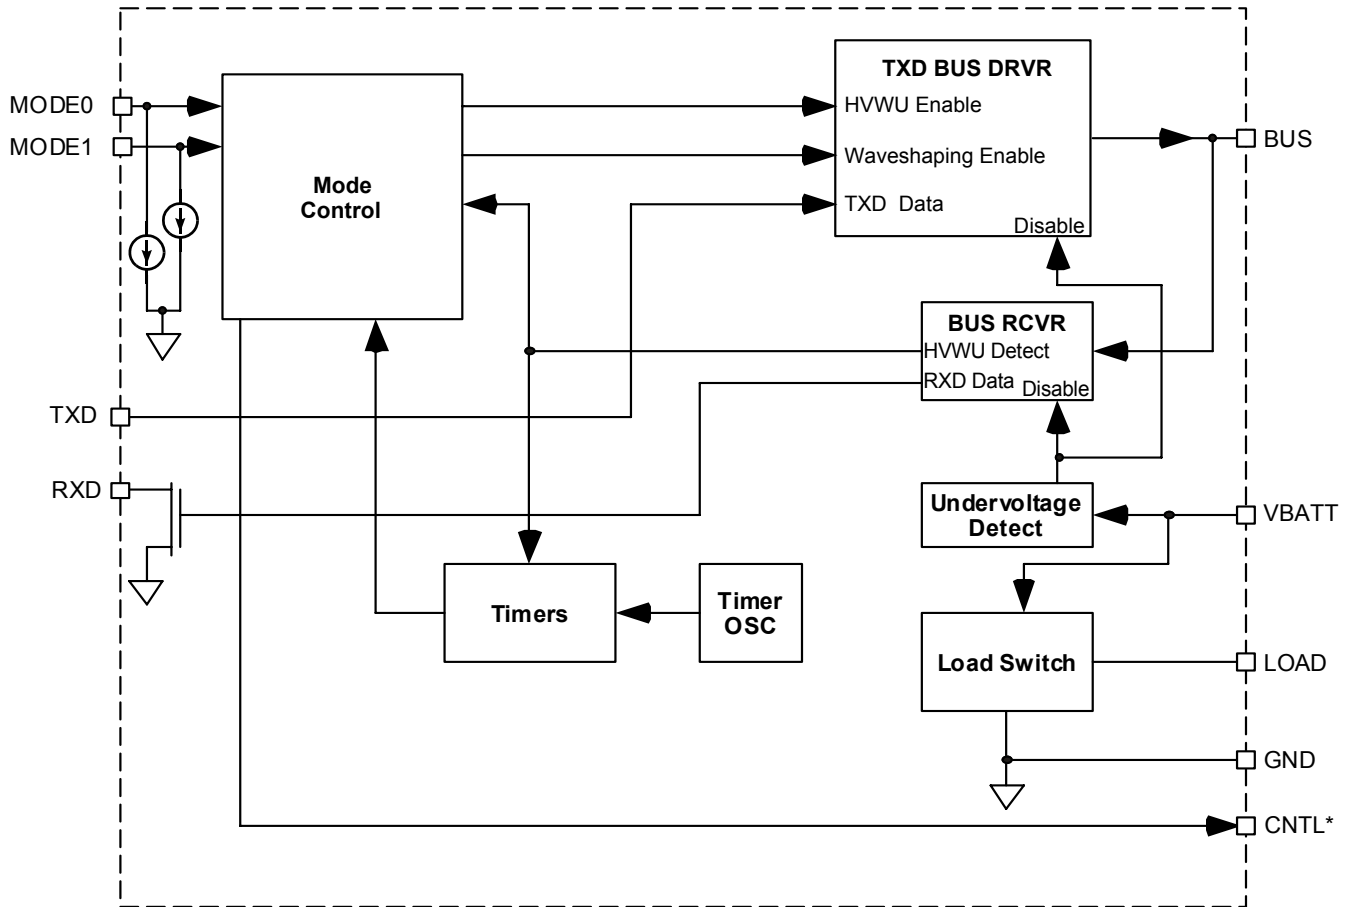 TXD BUS DRVR
MODE0
HVWU Enable
MODE1
BUS
Waveshaping Enable
Mode
Control
TXD Data
Disable
BUS RCVR
HVWU Detect
RXD Data
Disable
TXD
RXD
Undervoltage
Detect
VBATT
Timers
Timer
OSC
Load Switch
LOAD
GND
CNTL*